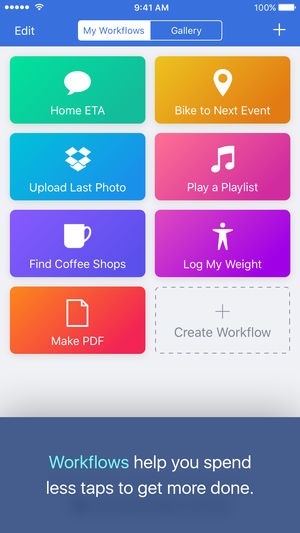 9:41 AM 100%
Edit My Workflows Gallery +
Home ETA Bike to Next Event
Upload Last Photo Play a Playlist
Find Coffee Shops Log My Weight
Make PDF Create Workflow
Workflows help you spend
less taps to get more done.